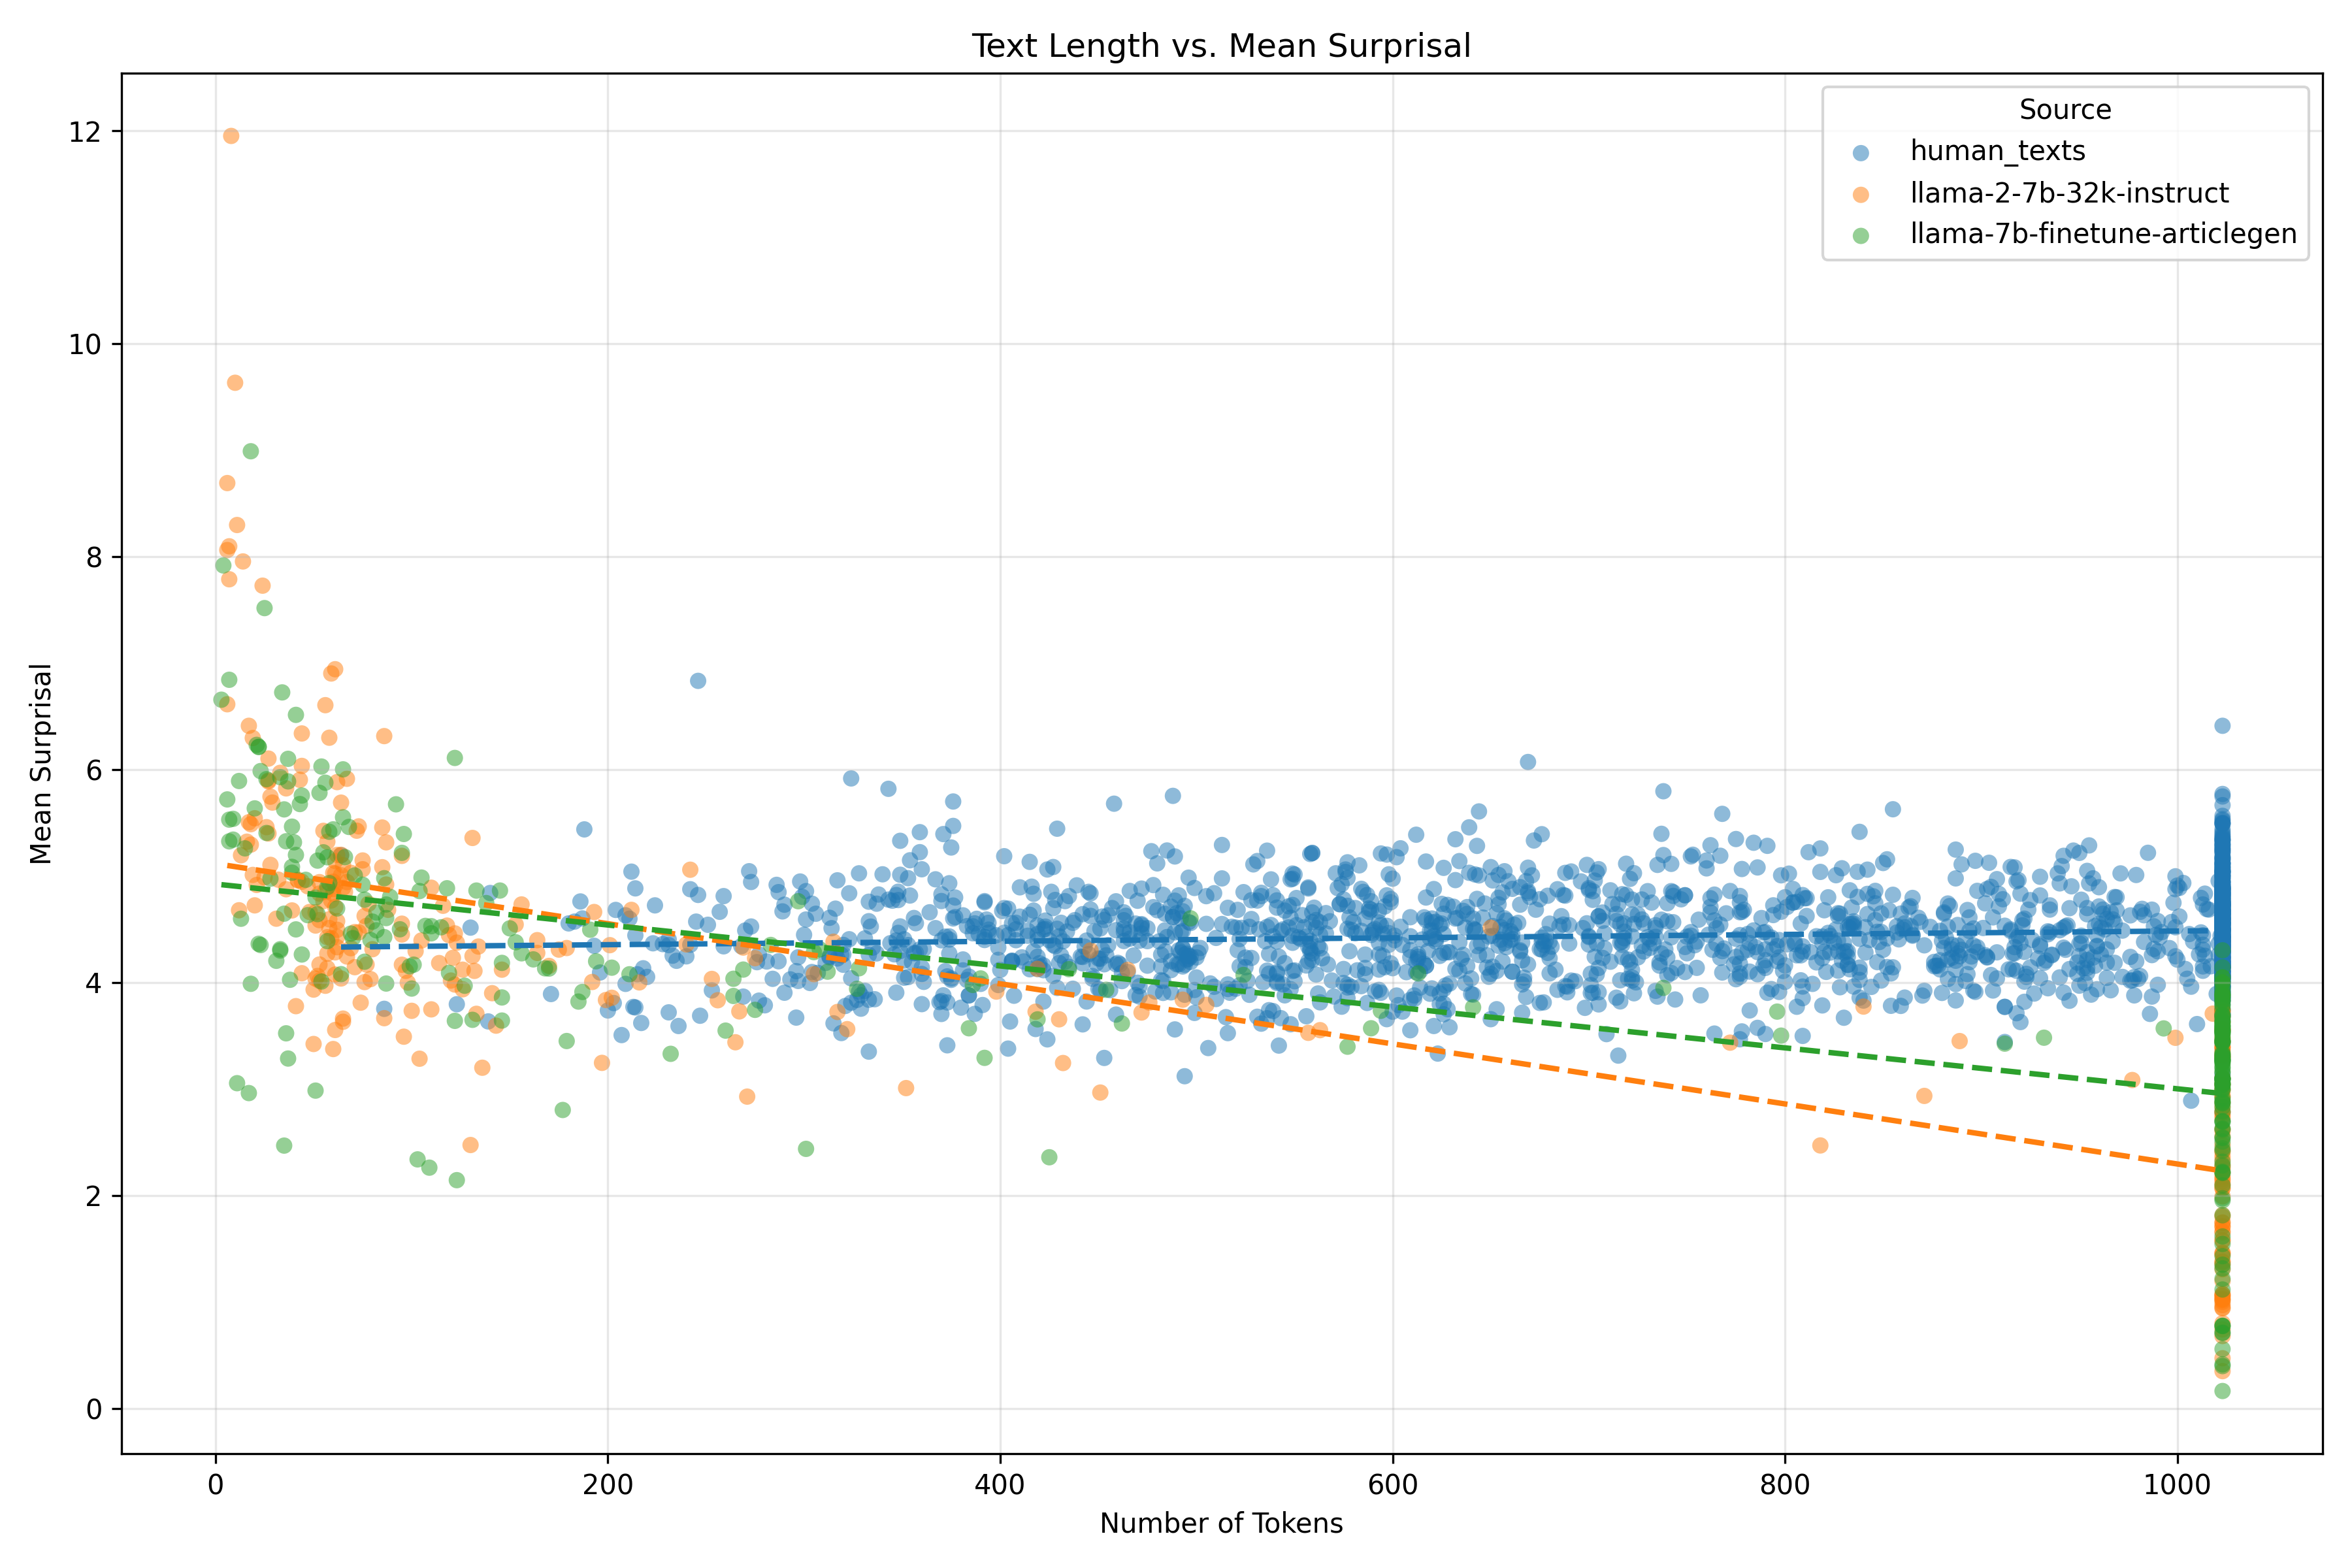 Text Length vs. Mean Surprisal
Source
human_texts
llama-2-7b-32k-instruct
llama-7b-finetune-articlegen
Mean Surprisal
12
10
8
6
4
2
0
0 200 400 600 800 1000
Number of Tokens